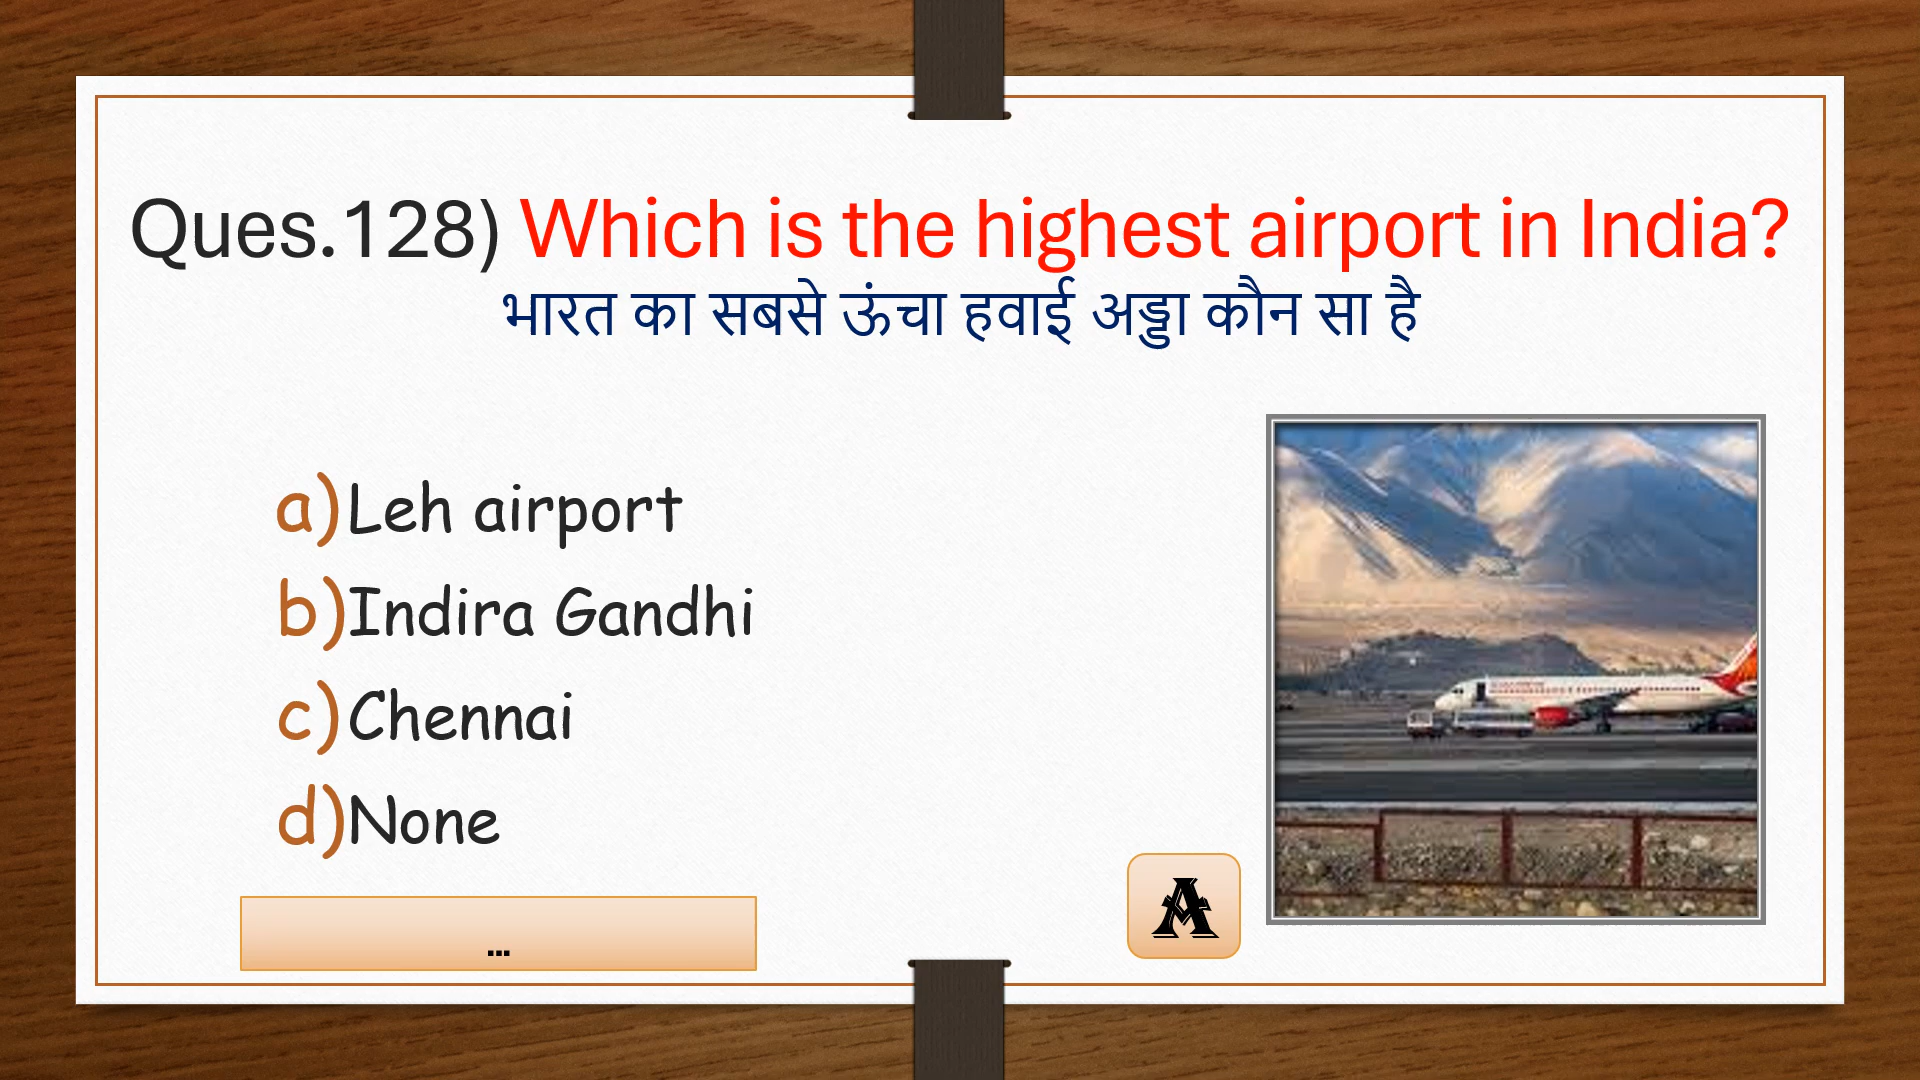 Ques.128) Which is the highest airport in India?
भारत का सबसे ऊंचा हवाई अड्डा कौन सा है
a) Leh airport
b) Indira Gandhi
c) Chennai
d) None
...
A